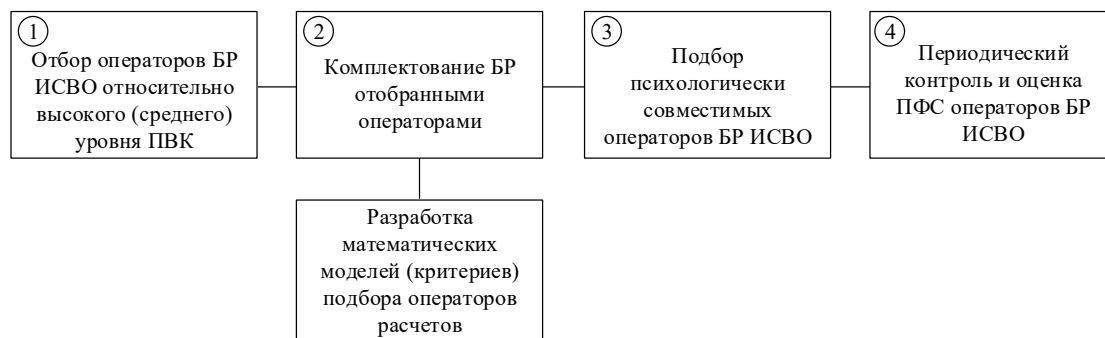 1
Отбор операторов БР
ИСВО относительно
высокого (среднего)
уровня ПВК
2
Комплектование БР
отобранными
операторами
3
Подбор
психологически
совместимых
операторов БР ИСВО
4
Периодический
контроль и оценка
ПФС операторов БР
ИСВО
Разработка
математических
моделей (критериев)
подбора операторов
расчетов